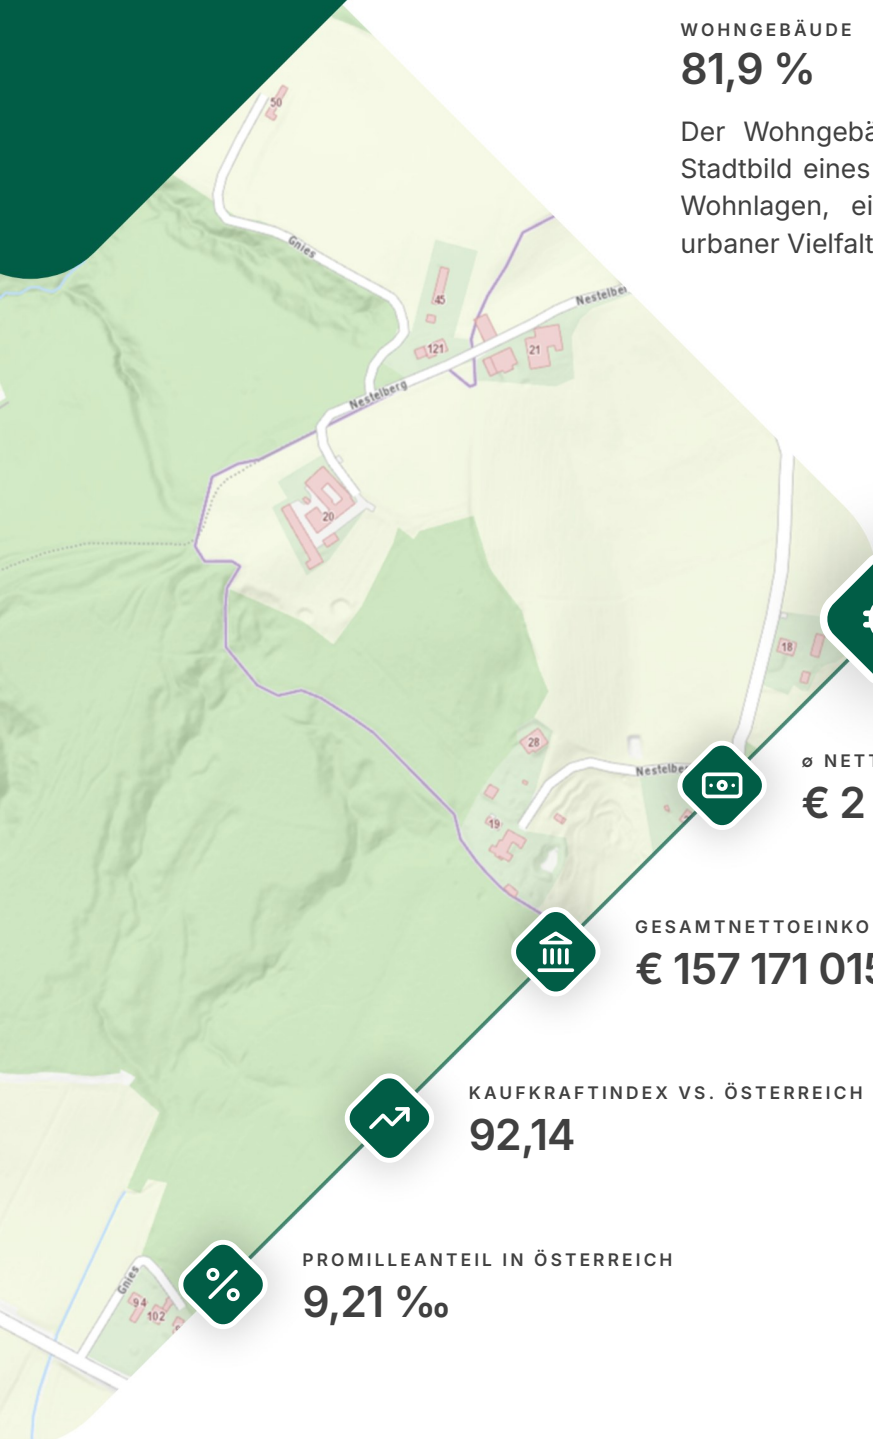 WOHNGEBÄUDE
81,9 %
Der Wohngebä
Stadtbild eines
Wohnlagen, ei
urbaner Vielfalt
50
Gnies
45
Nestelber
121
21
Nestelberg
20
18
28
Nestelbe
19
ø NETT
€ 2
GESAMTNETTOEINKO
€ 157 171 015
KAUFKRAFTINDEX VS. ÖSTERREICH
92,14
PROMILLEANTEIL IN ÖSTERREICH
9,21 ‰
Gnies
94
102